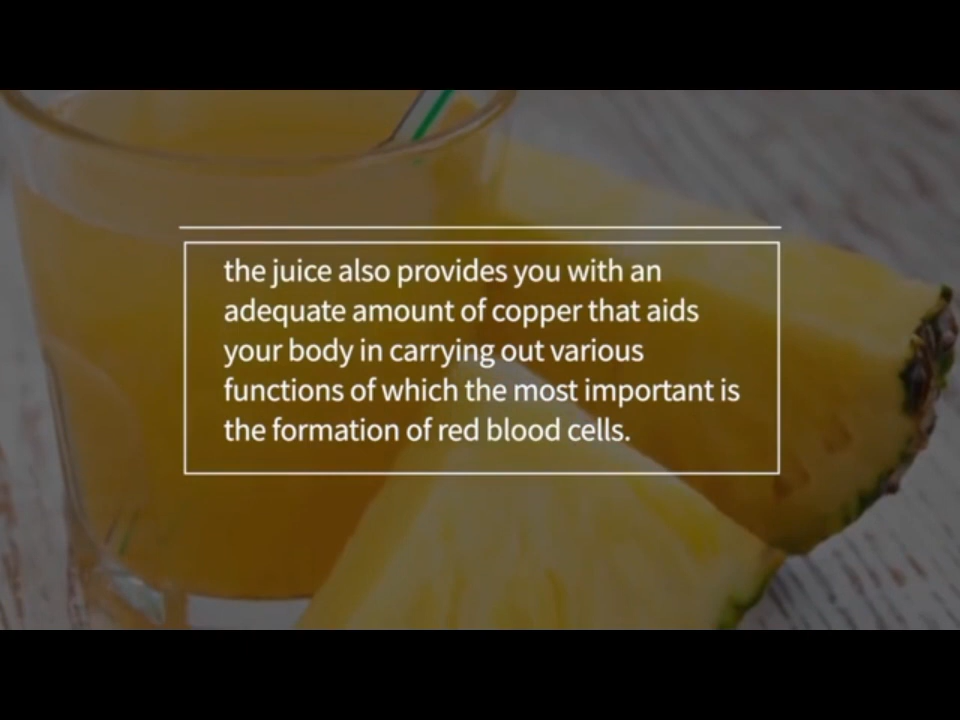 the juice also provides you with an
adequate amount of copper that aids
your body in carrying out various
functions of which the most important is
the formation of red blood cells.